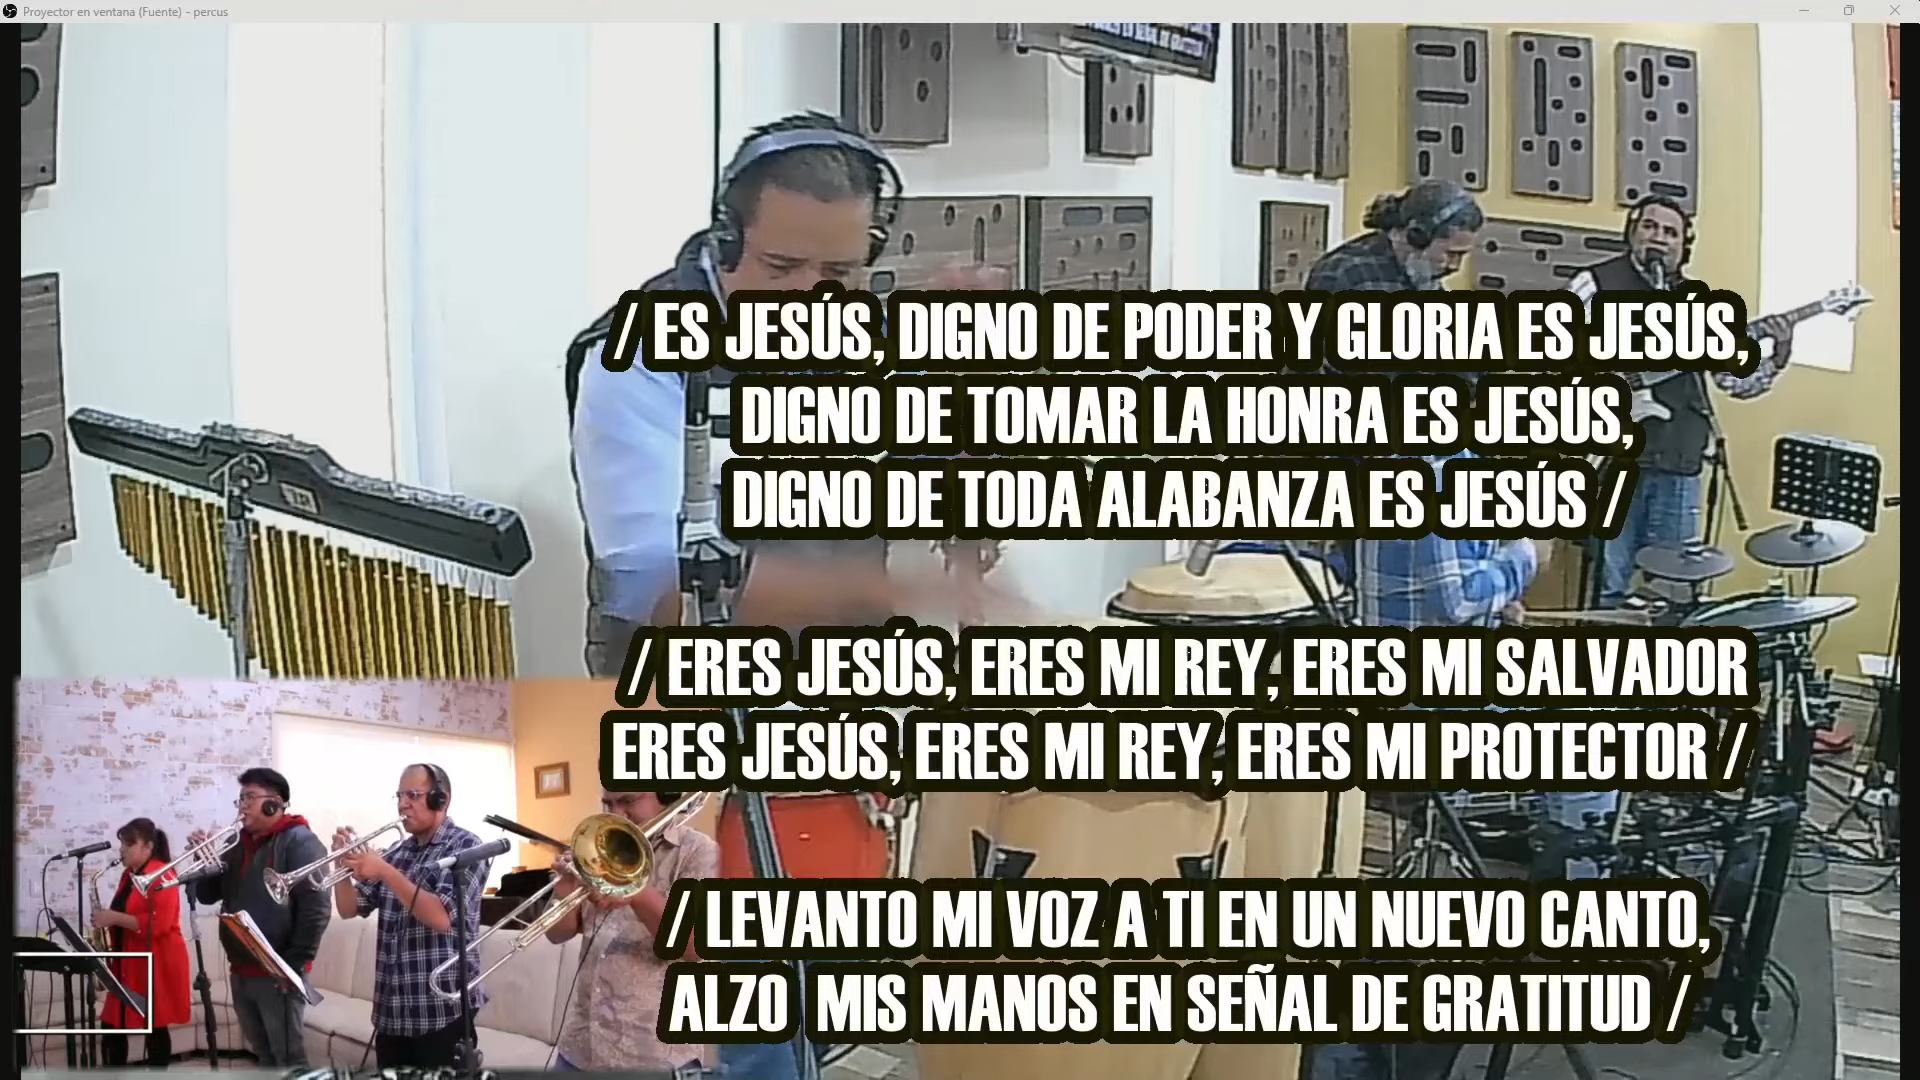 Proyector en ventana (Fuente) - percus
/ ES JESÚS, DIGNO DE PODER Y GLORIA ES JESÚS,
DIGNO DE TOMAR LA HONRA ES JESÚS,
DIGNO DE TODA ALABANZA ES JESÚS /
/ ERES JESÚS, ERES MI REY, ERES MI SALVADOR
ERES JESÚS, ERES MI REY, ERES MI PROTECTOR /
/ LEVANTO MI VOZ A TI EN UN NUEVO CANTO,
ALZO  MIS MANOS EN SEÑAL DE GRATITUD /